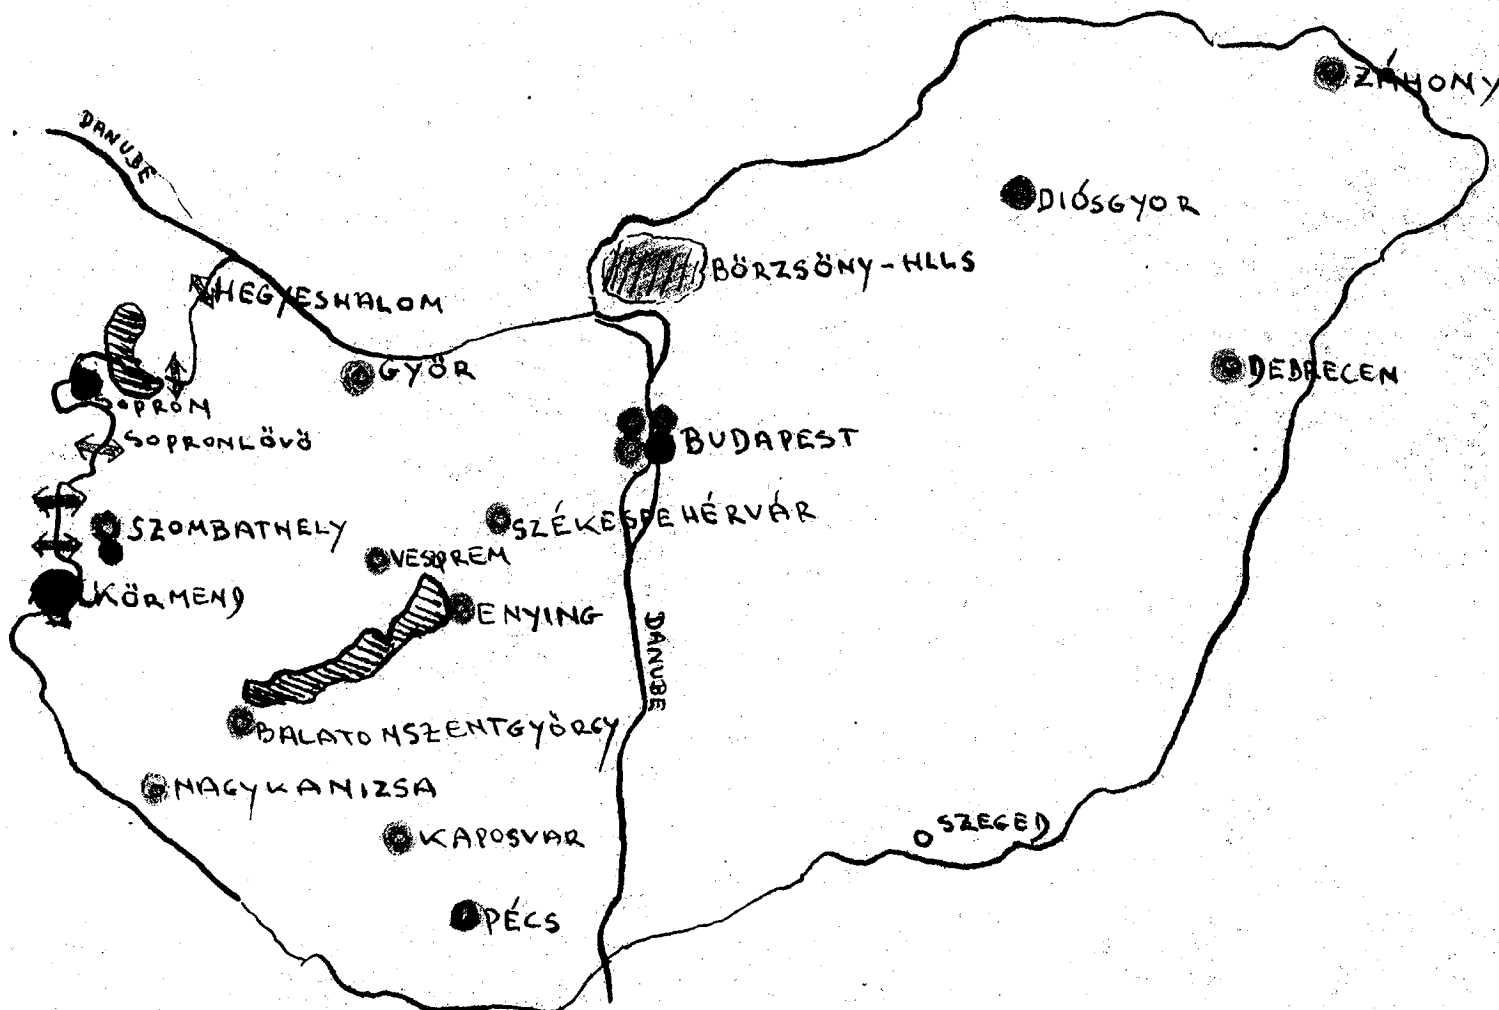 DANUBE
ZÁHONY
DIÓSGYOR
BÖRZSÖNY-HLLS
HEGYESHALOM
GYÖR
DEBRECEN
SOPRON
SOPRONLÖVÖ
BUDAPEST
SZÉKESFEHÉRVÁR
SZOMBATHELY
VESZPREM
KÖRMEND
ENYING
DANUBE
BALATONSZENTGYÖRGY
NAGYKANIZSA
SZEGED
KAPOSVAR
PÉCS